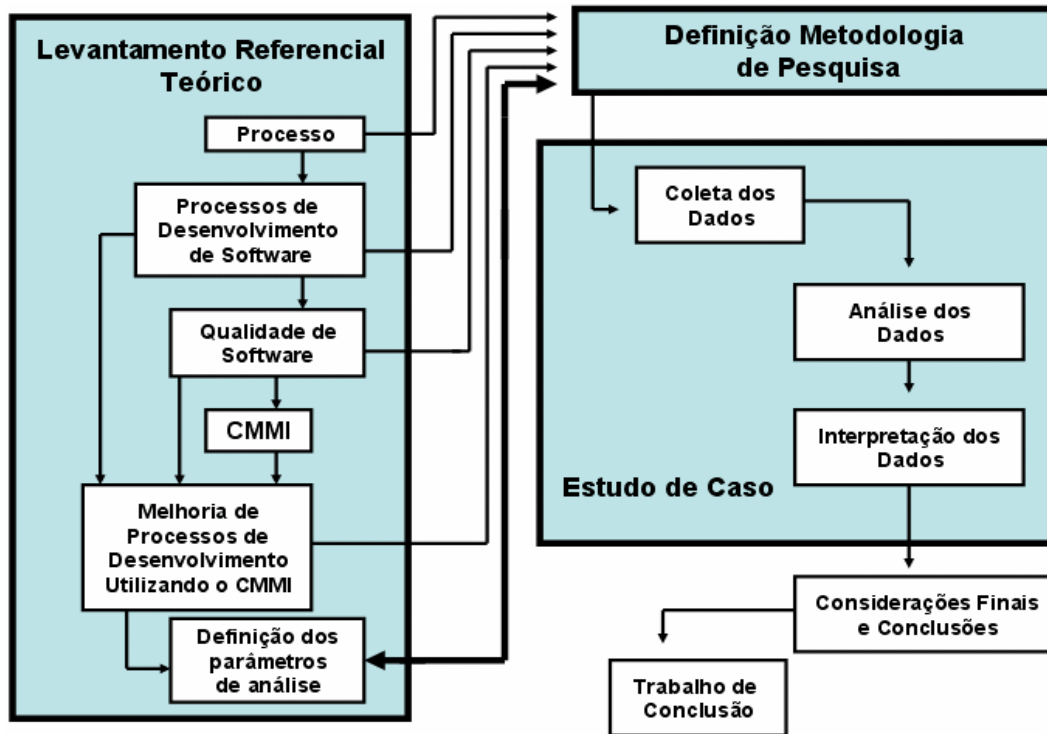 Levantamento Referencial
Teórico
Processo
Processos de
Desenvolvimento
de Software
Qualidade de
Software
CMMI
Melhoria de
Processos de
Desenvolvimento
Utilizando o CMMI
Definição dos
parâmetros
de análise
Definição Metodologia
de Pesquisa
Coleta dos
Dados
Análise dos
Dados
Interpretação dos
Dados
Estudo de Caso
Considerações Finais
e Conclusões
Trabalho de
Conclusão